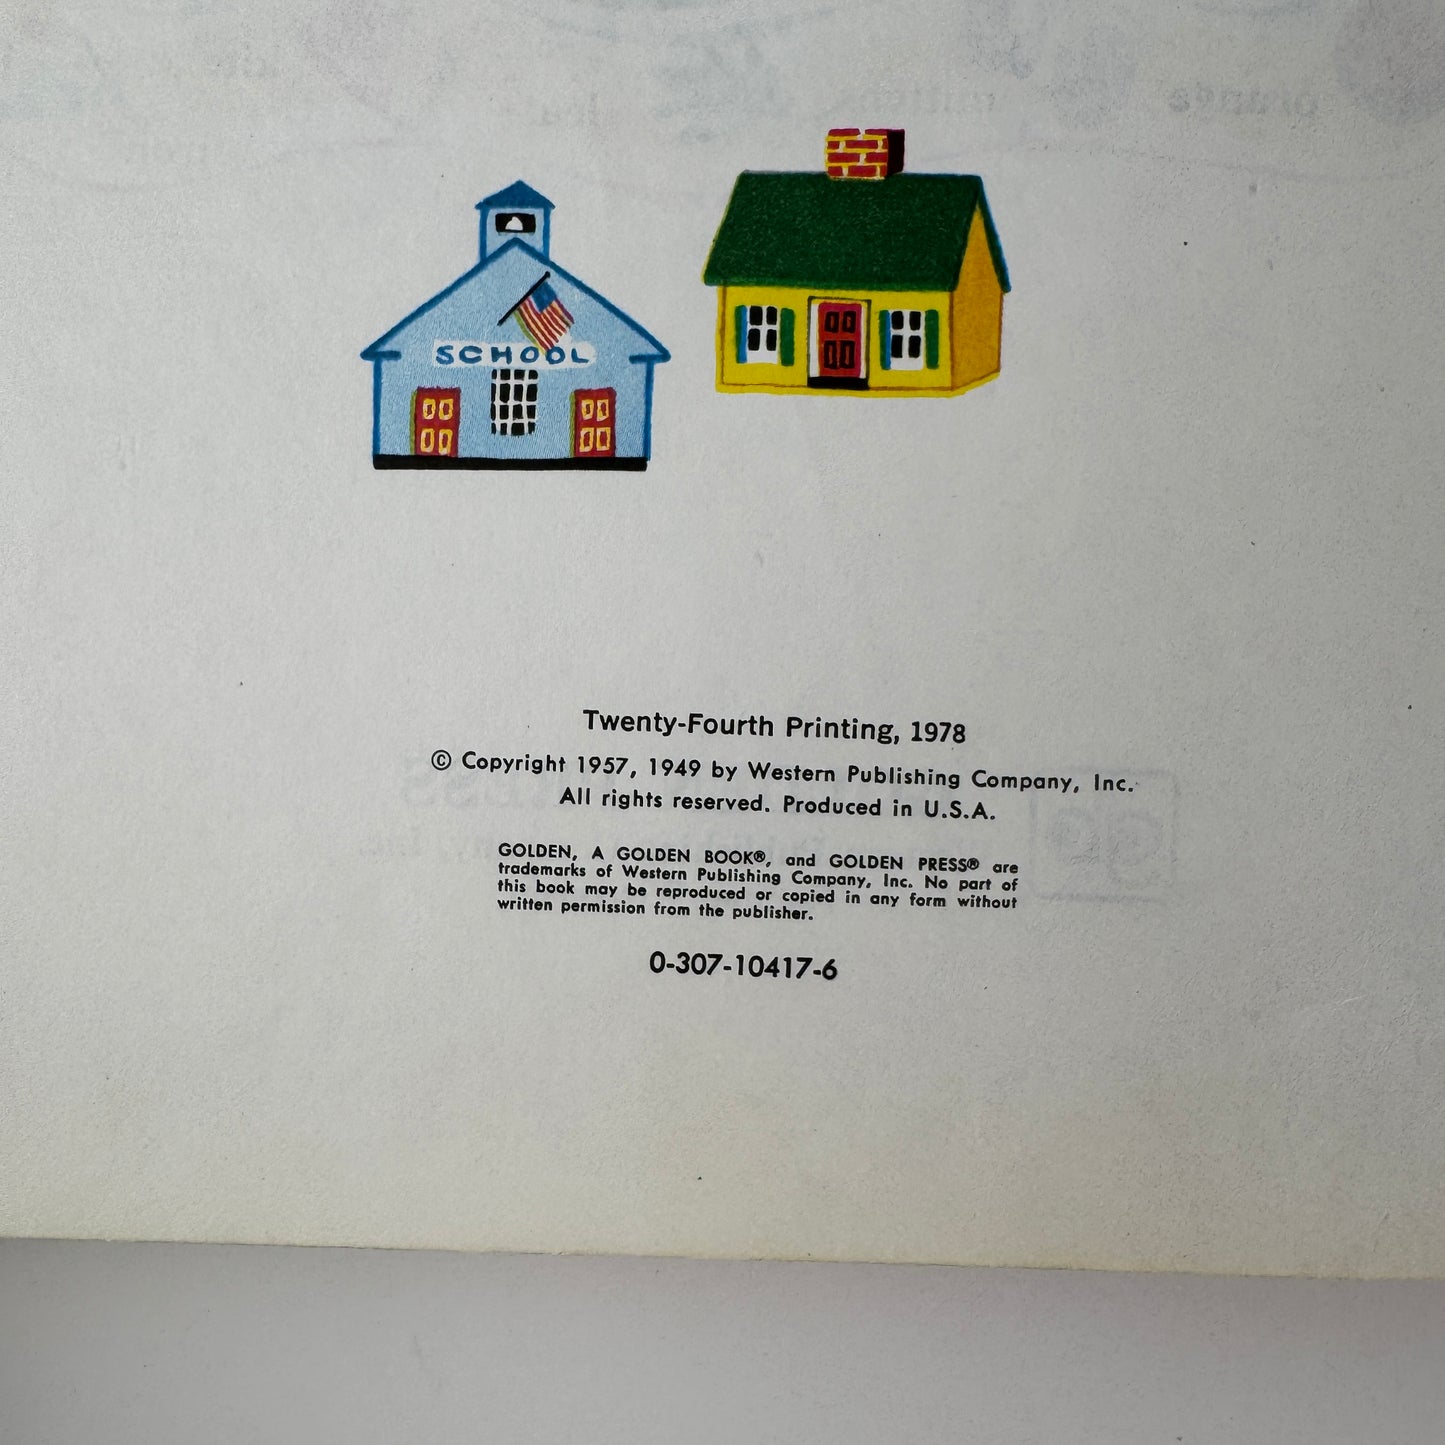 SCHOOL
Twenty-Fourth Printing, 1978
© Copyright 1957, 1949 by Western Publishing Company, Inc.
All rights reserved. Produced in U.S.A.
GOLDEN, A GOLDEN BOOK®, and GOLDEN PRESS® are
trademarks of Western Publishing Company, Inc. No part of
this book may be reproduced or copied in any form without
written permission from the publisher.
0-307-10417-6